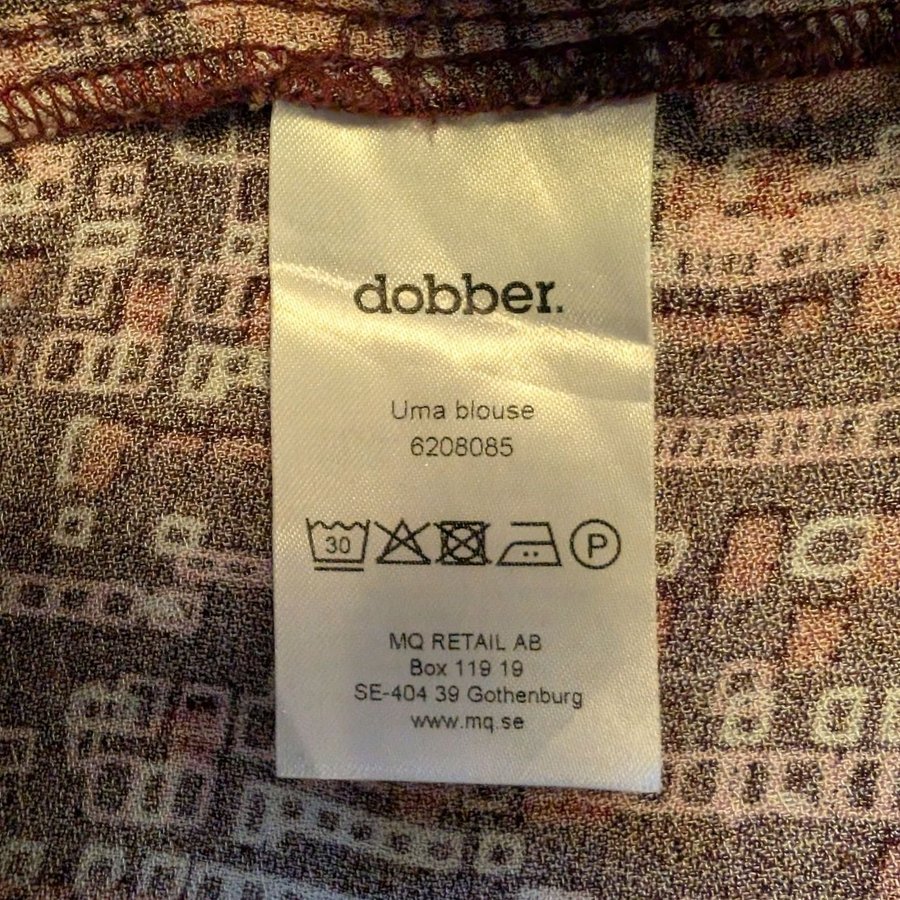 dobber.
Uma blouse
6208085
30 P
MQ RETAIL AB
Box 119 19
SE-404 39 Gothenburg
www.mq.se